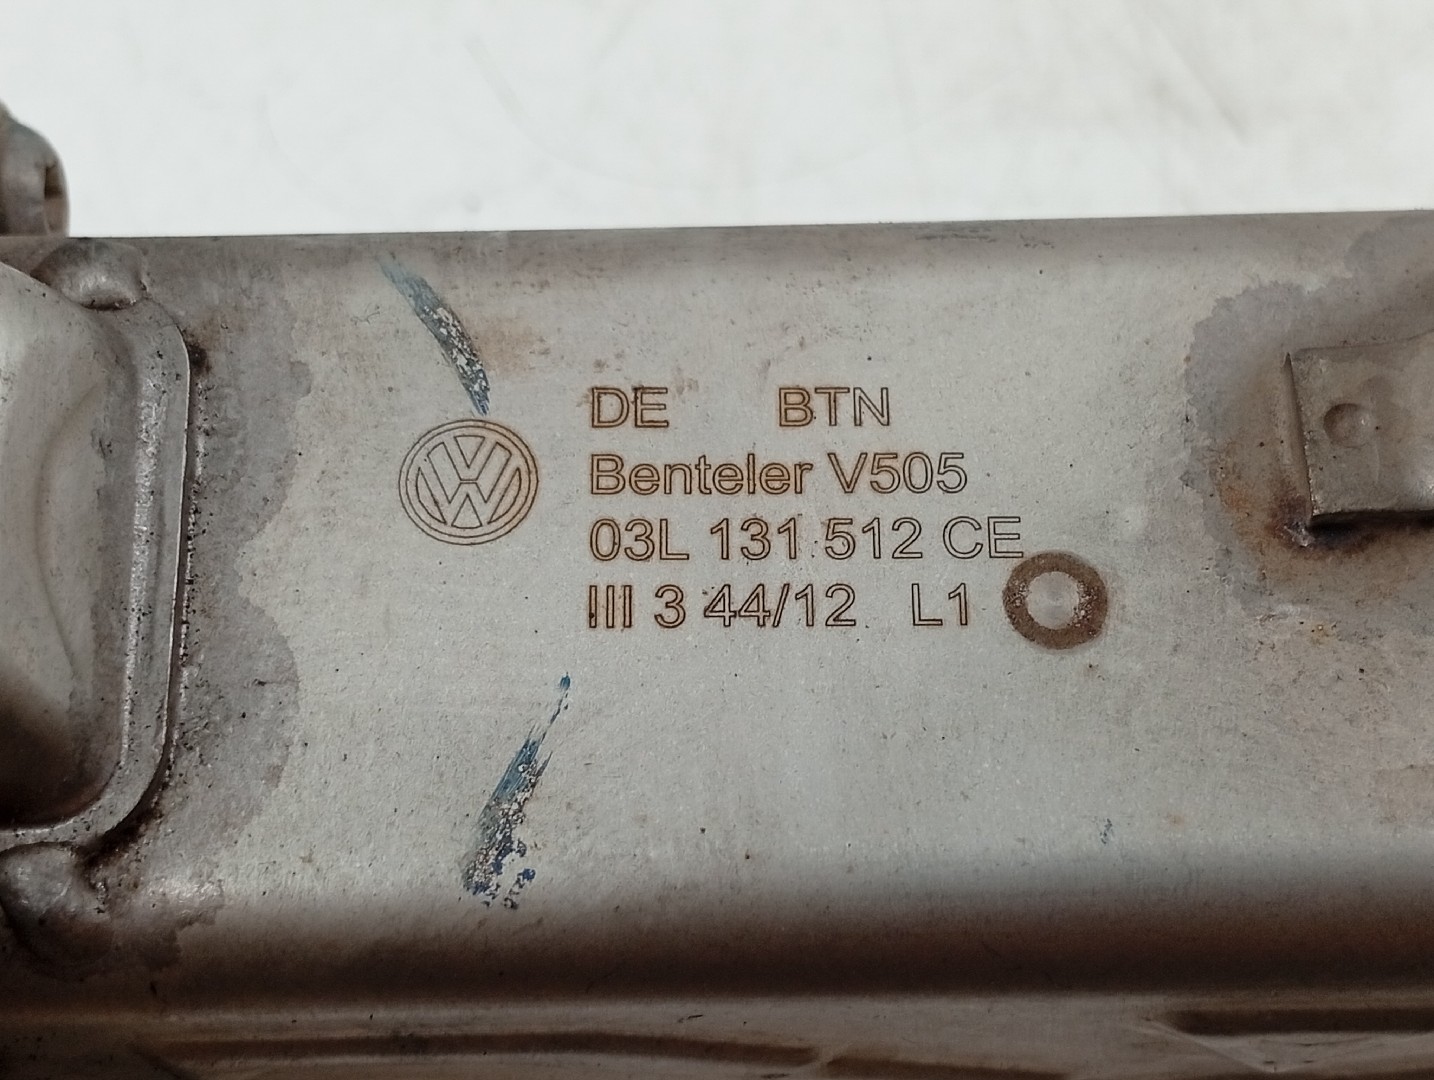 DE BTN
Benteler V505
03L 131 512 CE
III 3 44/12 L1